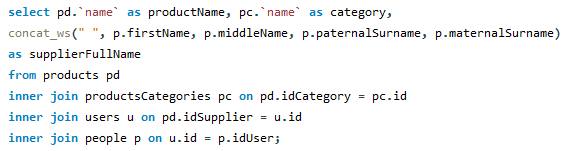 select pd.`name` as productName, pc.`name` as category,
concat_ws(" ", p.firstName, p.middleName, p.paternalSurname, p.maternalSurname)
as supplierFullName
from products pd
inner join productsCategories pc on pd.idCategory = pc.id
inner join users u on pd.idSupplier = u.id
inner join people p on u.id = p.idUser;